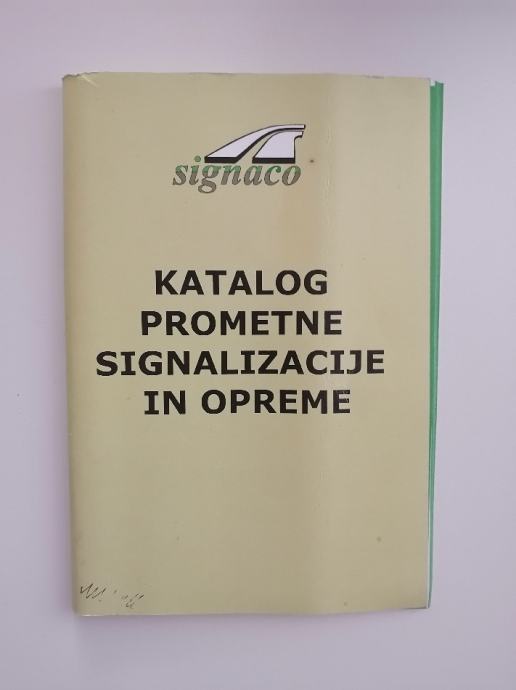 signaco
KATALOG
PROMETNE
SIGNALIZACIJE
IN OPREME